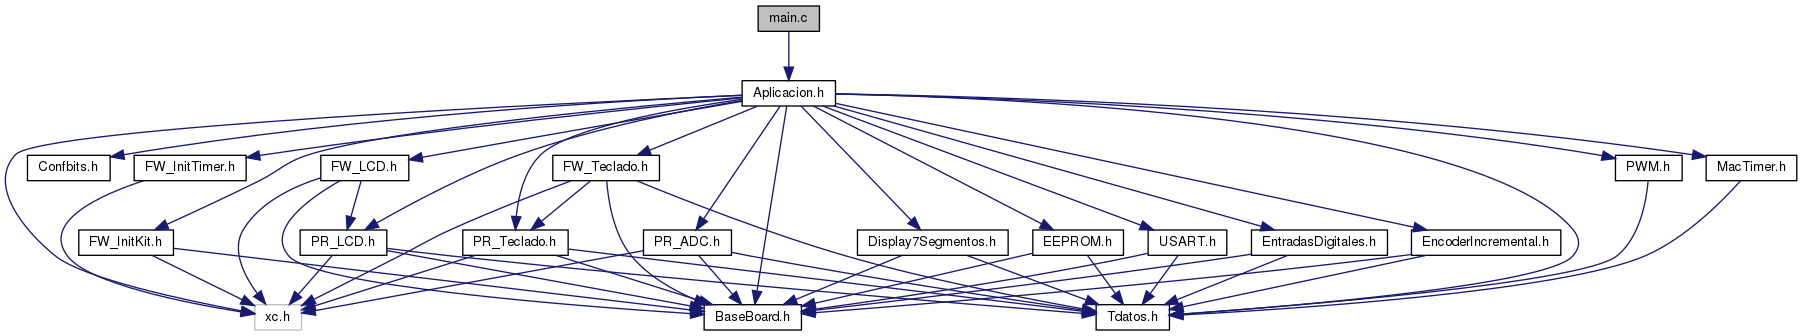 main.c
Aplicacion.h
Confbits.h
FW_InitTimer.h
FW_LCD.h
FW_Teclado.h
PWM.h
MacTimer.h
FW_InitKit.h
PR_LCD.h
PR_Teclado.h
PR_ADC.h
Display7Segmentos.h
EEPROM.h
USART.h
EntradasDigitales.h
EncoderIncremental.h
xc.h
BaseBoard.h
Tdatos.h